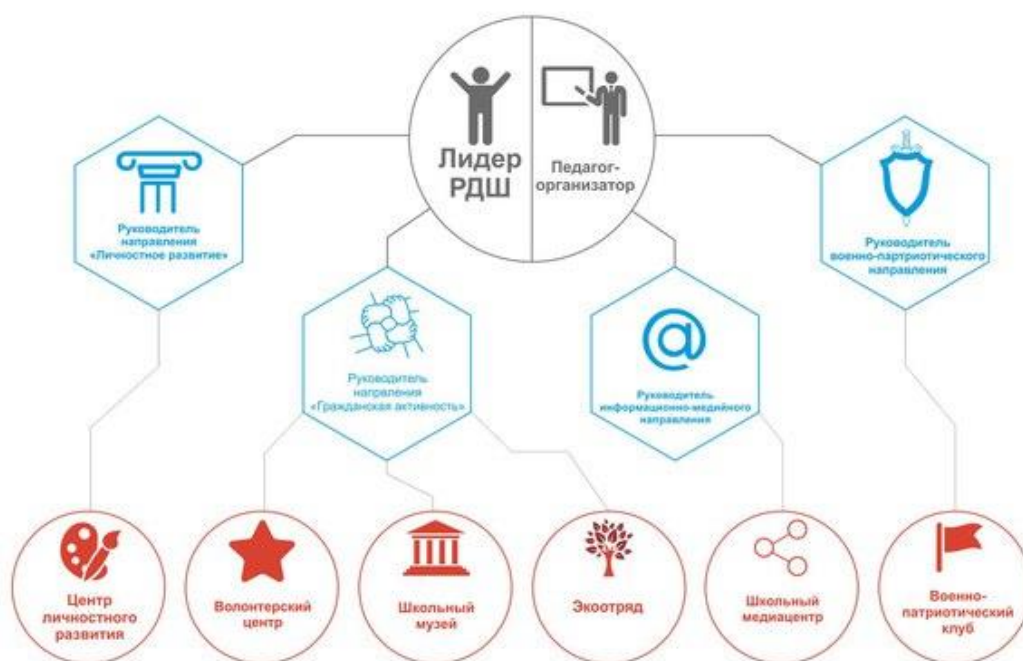 Лидер
РДШ
Педагог-
организатор
Руководитель
направления
«Личностное развитие»
Руководитель
военно-партриотического
направления
Руководитель
напрвления
«Гражданская активность»
Руководитель
информационно-медийного
направления
Центр
личностного
развития
Волонтерский
центр
Школьный
музей
Экоотряд
Школьный
медиацентр
Военно-
патриотический
клуб